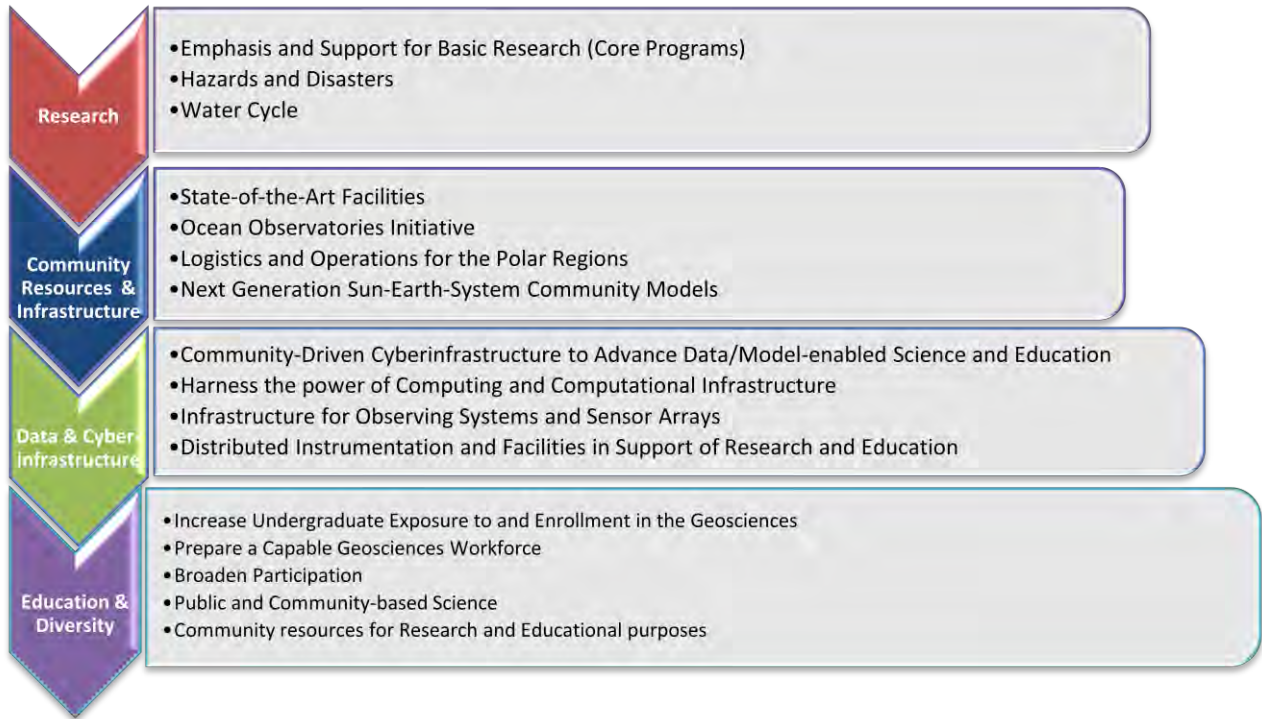 Research
•Emphasis and Support for Basic Research (Core Programs)
•Hazards and Disasters
•Water Cycle
Community
Resources &
Infrastructure
•State-of-the-Art Facilities
•Ocean Observatories Initiative
•Logistics and Operations for the Polar Regions
•Next Generation Sun-Earth-System Community Models
Data & Cyber-
infrastructure
•Community-Driven Cyberinfrastructure to Advance Data/Model-enabled Science and Education
•Harness the power of Computing and Computational Infrastructure
•Infrastructure for Observing Systems and Sensor Arrays
•Distributed Instrumentation and Facilities in Support of Research and Education
Education &
Diversity
•Increase Undergraduate Exposure to and Enrollment in the Geosciences
•Prepare a Capable Geosciences Workforce
•Broaden Participation
•Public and Community-based Science
•Community resources for Research and Educational purposes